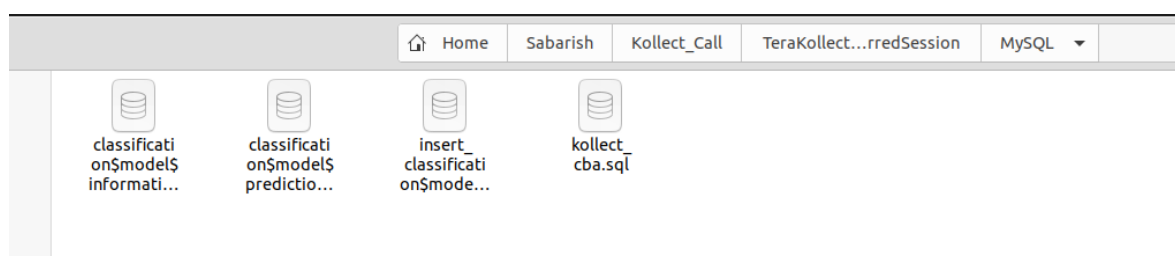 Home Sabarish Kollect_Call TeraKollect...rredSession MySQL
classificati
on$model$
informati...
classificati
on$model$
predictio...
insert_
classificati
on$mode...
kollect_
cba.sql